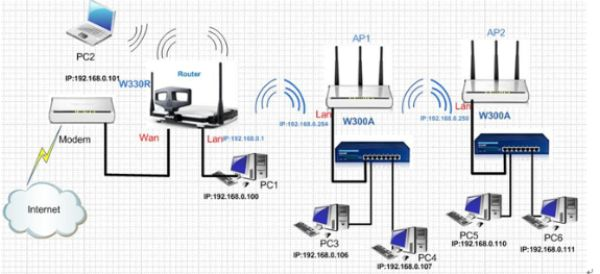 PC2
IP:192.168.0.101
W330R
Router
Modem
Wan
Lan
IP:192.168.0.1
PC1
IP:192.168.0.100
Internet
AP1
Lan
IP:192.168.0.254
W300A
PC3
IP:192.168.0.106
PC4
IP:192.168.0.107
AP2
Lan
IP:192.168.0.250
W300A
PC5
IP:192.168.0.110
PC6
IP:192.168.0.111